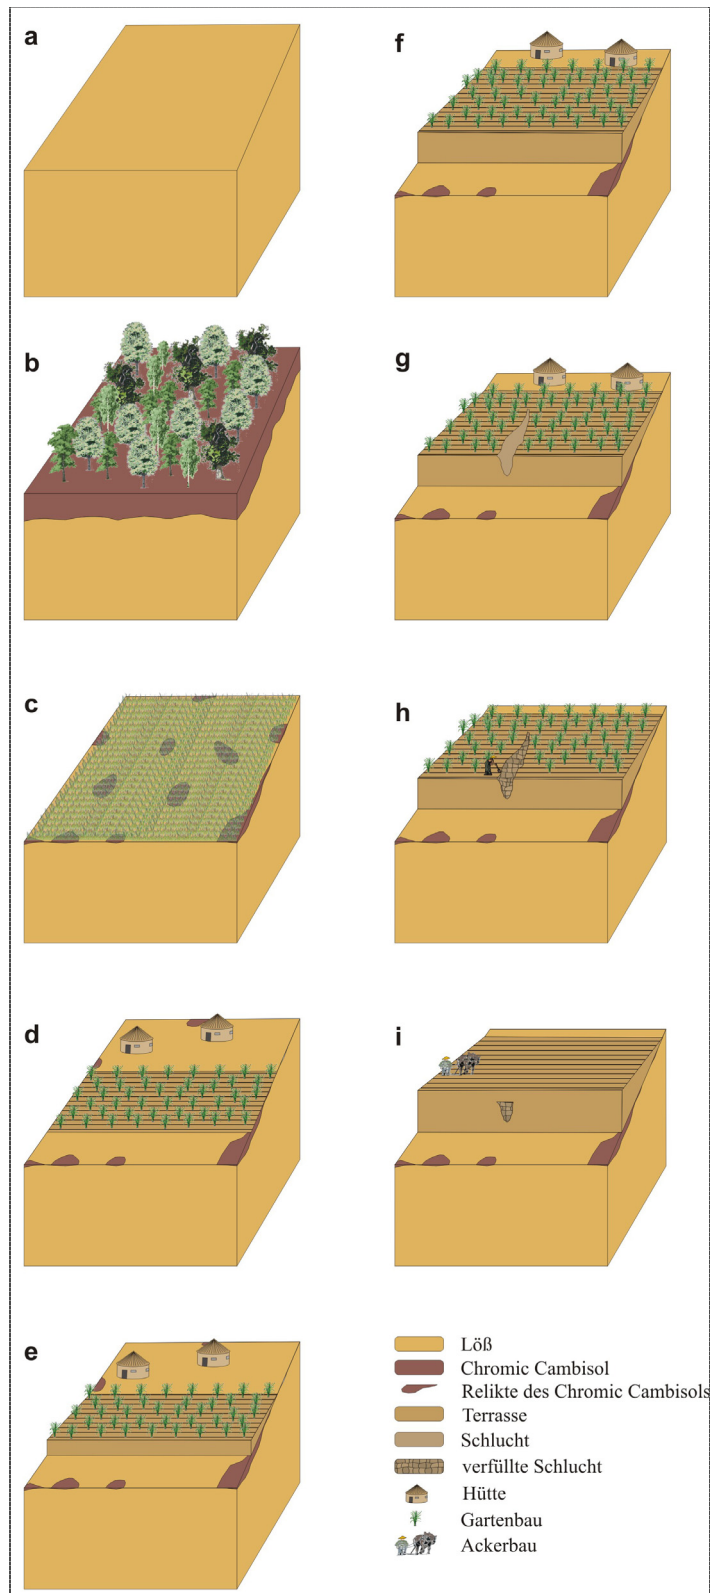 a
b
c
d
e
f
g
h
i
Löß
Chromic Cambisol
Relikte des Chromic Cambisols
Terrasse
Schlucht
verfüllte Schlucht
Hütte
Gartenbau
Ackerbau